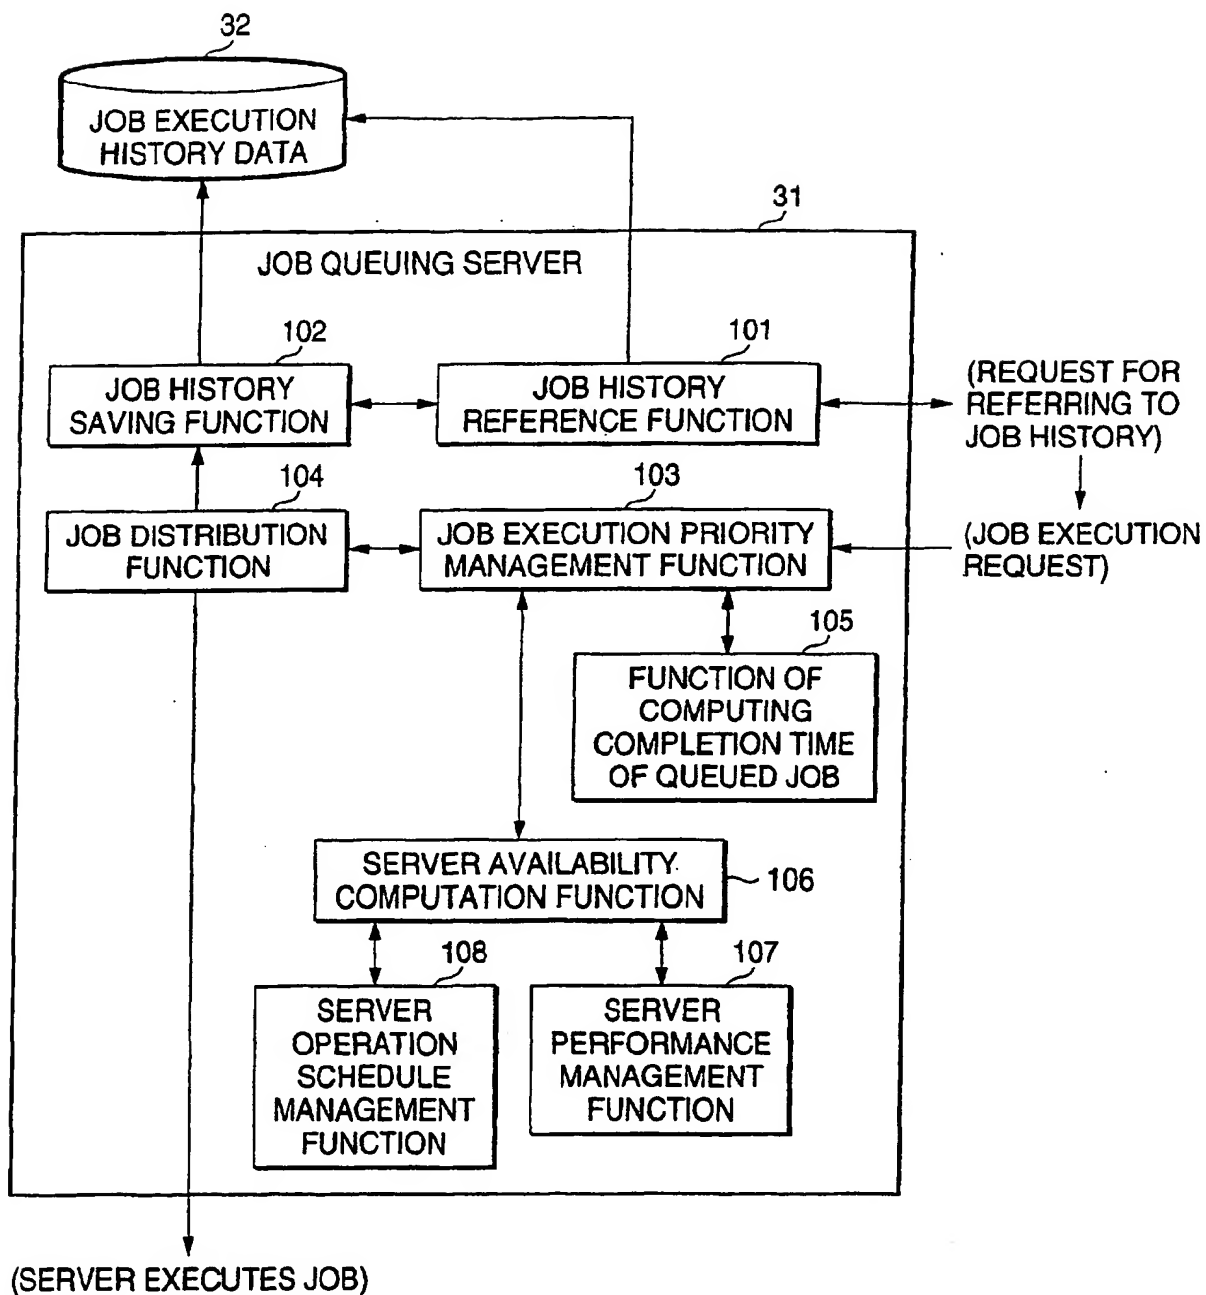 32
JOB EXECUTION
HISTORY DATA
31
JOB QUEUING SERVER
102
JOB HISTORY
SAVING FUNCTION
101
JOB HISTORY
REFERENCE FUNCTION
(REQUEST FOR
REFERRING TO
JOB HISTORY)
104
JOB DISTRIBUTION
FUNCTION
103
JOB EXECUTION PRIORITY
MANAGEMENT FUNCTION
(JOB EXECUTION
REQUEST)
105
FUNCTION OF
COMPUTING
COMPLETION TIME
OF QUEUED JOB
SERVER AVAILABILITY
COMPUTATION FUNCTION
106
108
SERVER
OPERATION
SCHEDULE
MANAGEMENT
FUNCTION
107
SERVER
PERFORMANCE
MANAGEMENT
FUNCTION
(SERVER EXECUTES JOB)